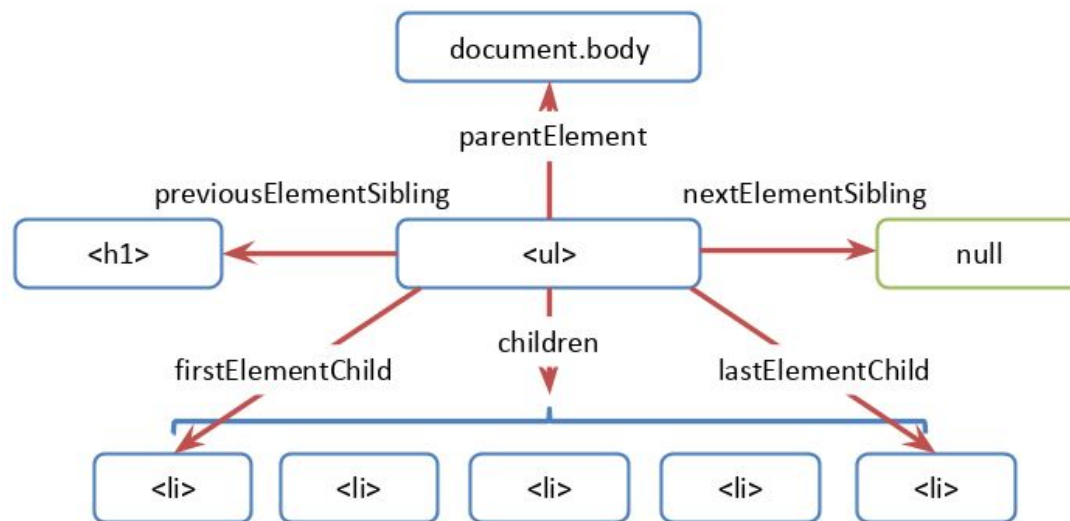 document.body
parentElement
previousElementSibling
nextElementSibling
<h1>
<ul>
null
children
firstElementChild
lastElementChild
<li>
<li>
<li>
<li>
<li>